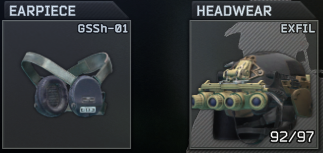 EARPIECE
HEADWEAR
GSSh-01
EXFIL
92/97